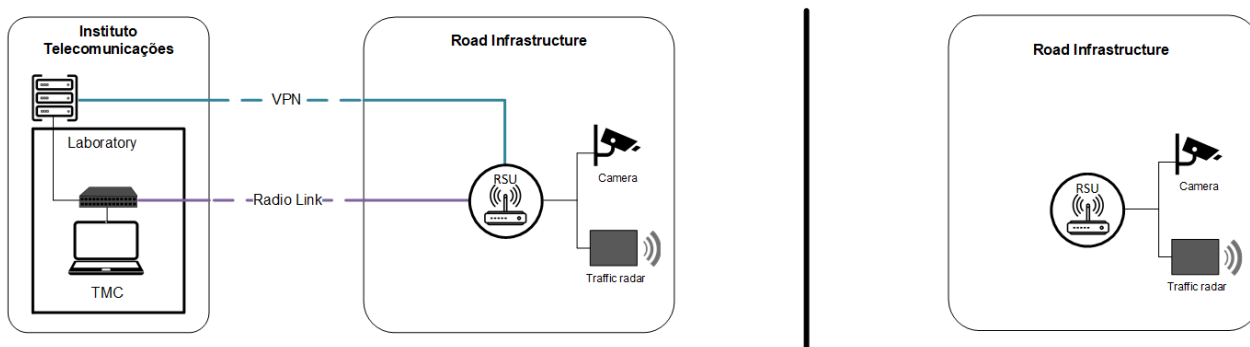 Instituto
Telecomunicações
Road Infrastructure
VPN
Laboratory
RSU
Camera
Radio Link
Traffic radar
TMC
Road Infrastructure
RSU
Camera
Traffic radar